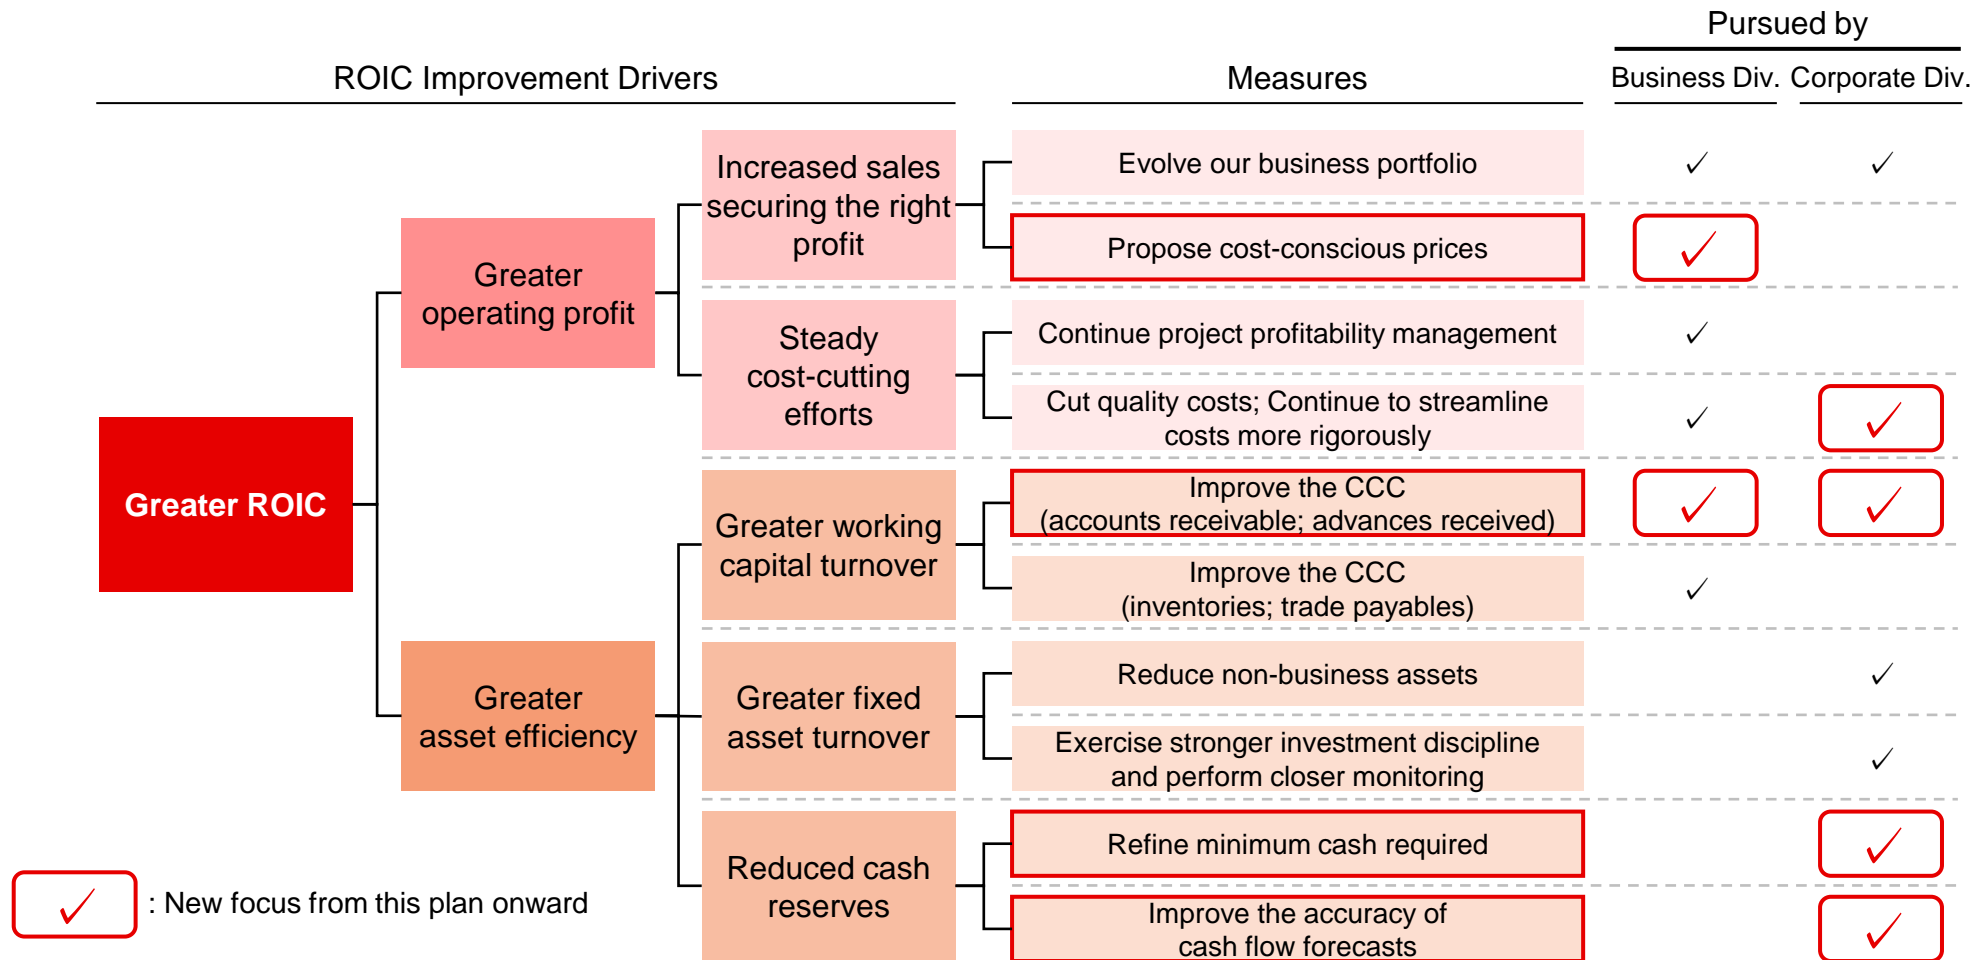 Pursued by
ROIC Improvement Drivers
Measures
Business Div.
Corporate Div.
Increased sales
securing the right
profit
Evolve our business portfolio
✓
✓
Propose cost-conscious prices
✓
Greater
operating profit
Steady
cost-cutting
efforts
Continue project profitability management
✓
Cut quality costs; Continue to streamline
costs more rigorously
✓
✓
Greater ROIC
Greater working
capital turnover
Improve the CCC
(accounts receivable; advances received)
✓
✓
Improve the CCC
(inventories; trade payables)
✓
Greater
asset efficiency
Greater fixed
asset turnover
Reduce non-business assets
✓
Exercise stronger investment discipline
and perform closer monitoring
✓
Reduced cash
reserves
Refine minimum cash required
✓
Improve the accuracy of
cash flow forecasts
✓
✓ : New focus from this plan onward